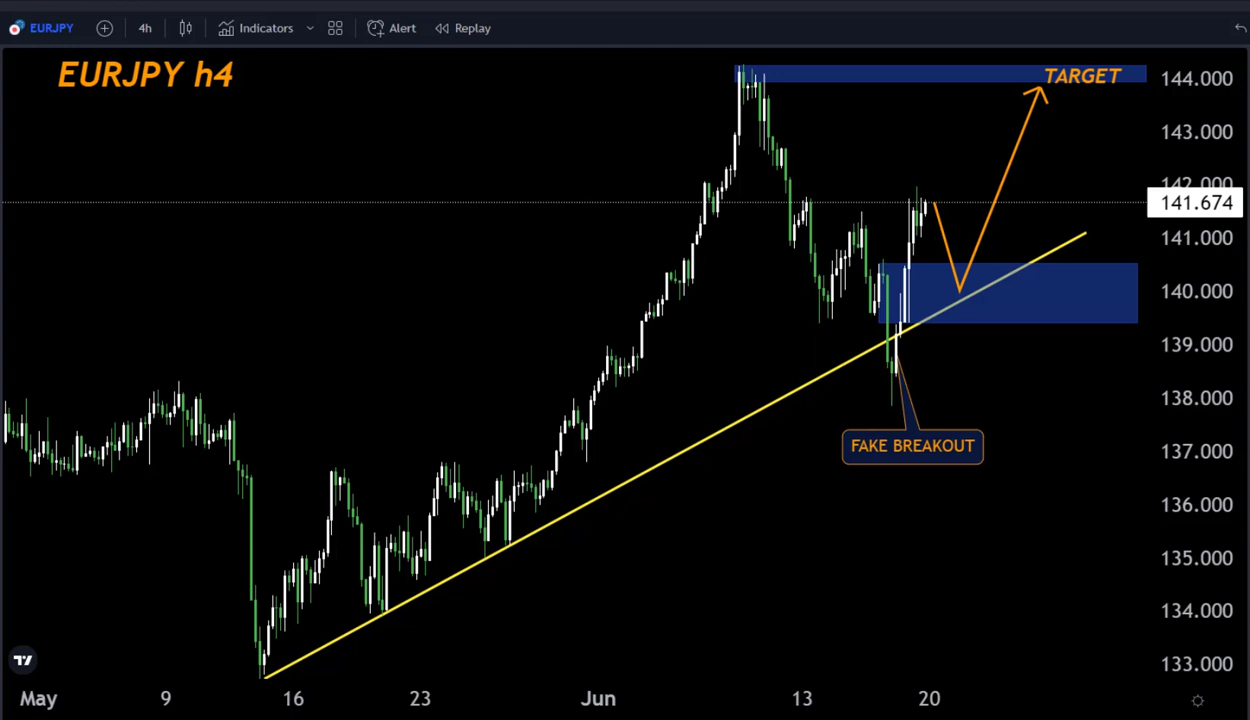 EURJPY
4h
Indicators
Alert
Replay
EURJPY h4
TARGET
144.000
143.000
142.000
141.674
141.000
140.000
139.000
138.000
137.000
136.000
135.000
134.000
133.000
FAKE BREAKOUT
May 9 16 23 Jun 13 20